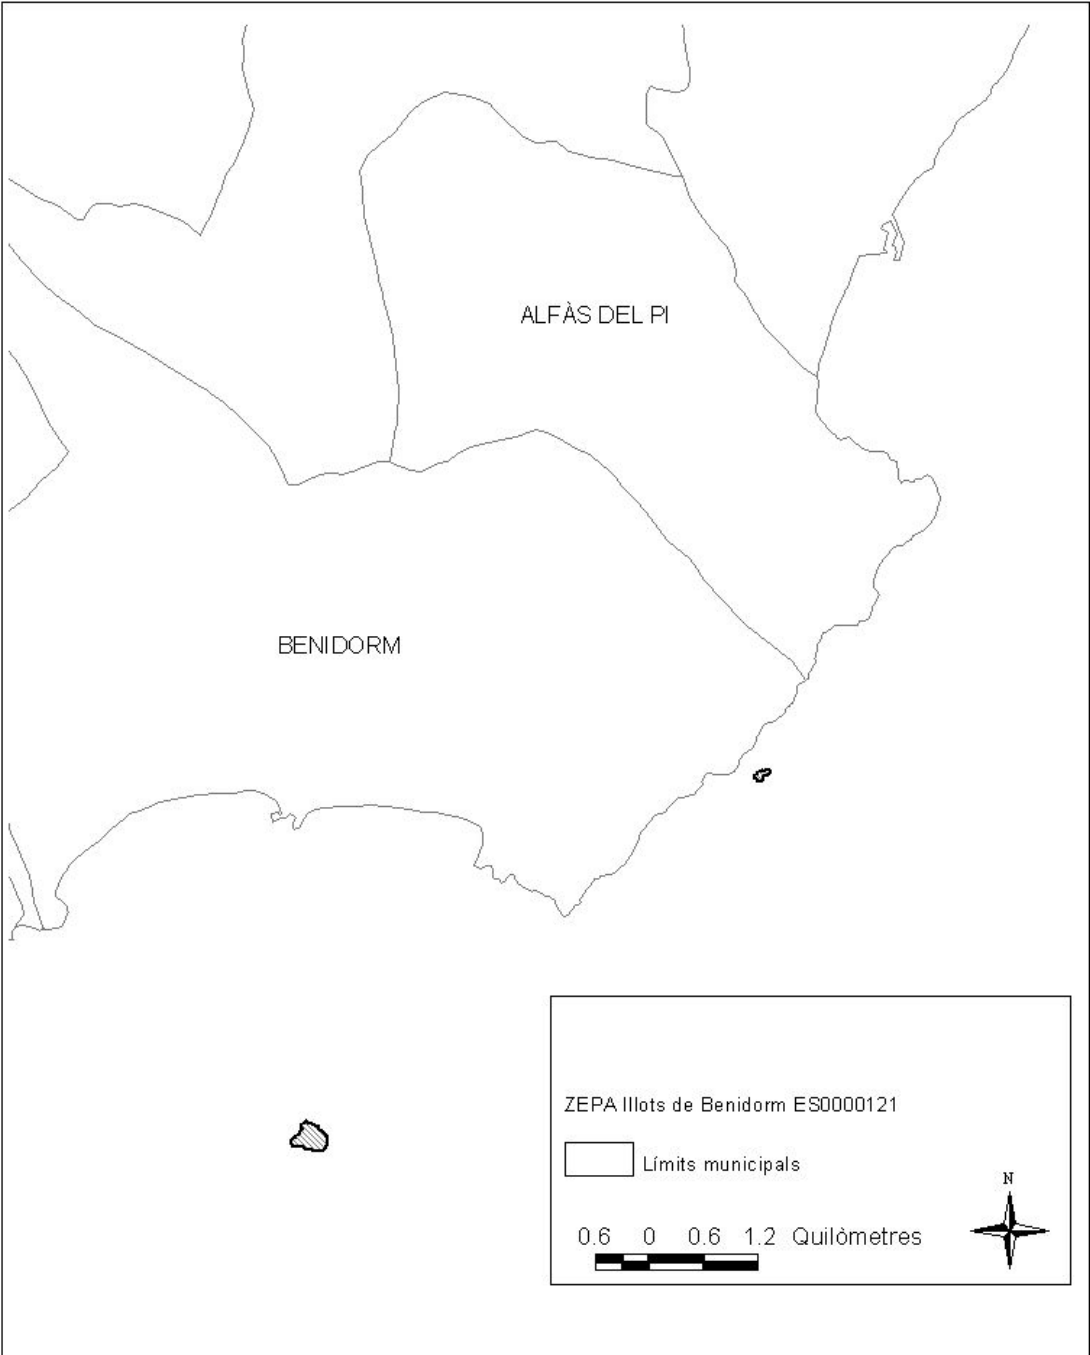 ALFÀS DEL PI
BENIDORM
ZEPA Illots de Benidorm ES0000121
Límits municipals
N
0.6 0 0.6 1.2 Quilòmetres